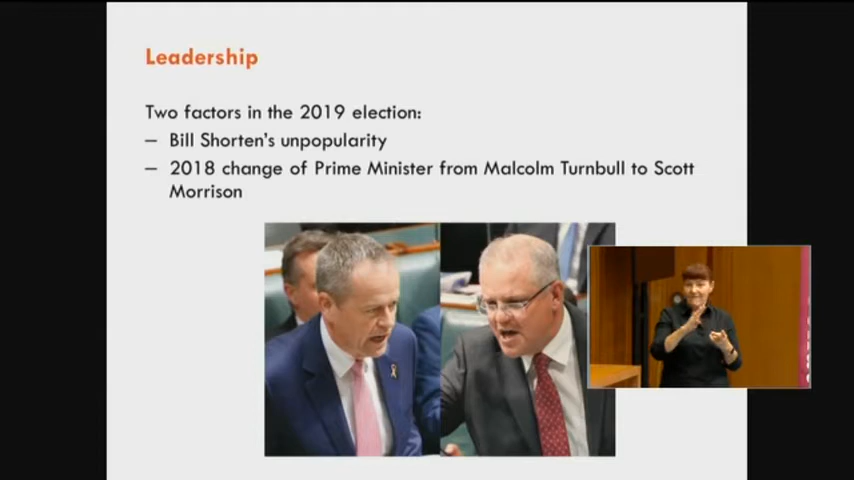 Leadership
Two factors in the 2019 election:
– Bill Shorten's unpopularity
– 2018 change of Prime Minister from Malcolm Turnbull to Scott
Morrison